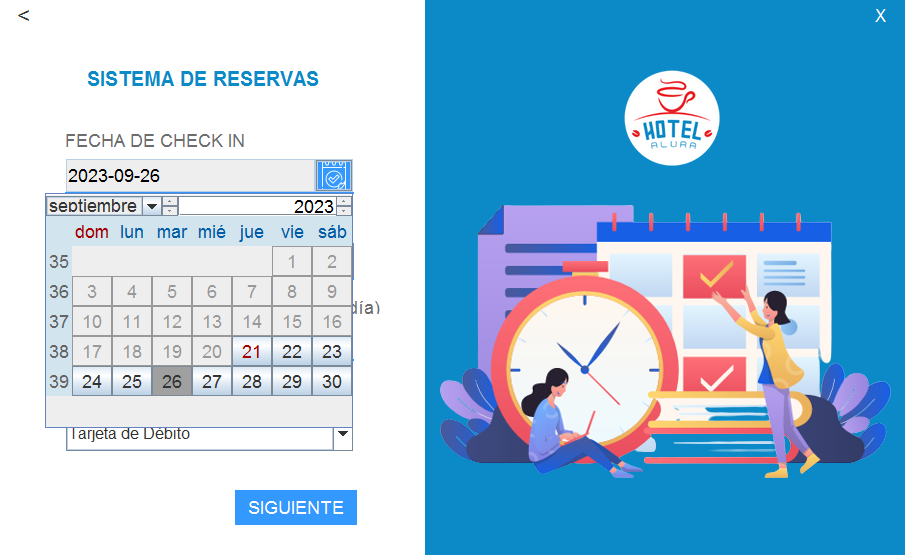 < X
SISTEMA DE RESERVAS
HOTEL
ALURA
FECHA DE CHECK IN
2023-09-26
septiembre 2023
dom lun mar mié jue vie sáb
35 1 2
36 3 4 5 6 7 8 9
37 10 11 12 13 14 15 16
38 17 18 19 20 21 22 23
39 24 25 26 27 28 29 30
día)
Tarjeta de Débito
SIGUIENTE